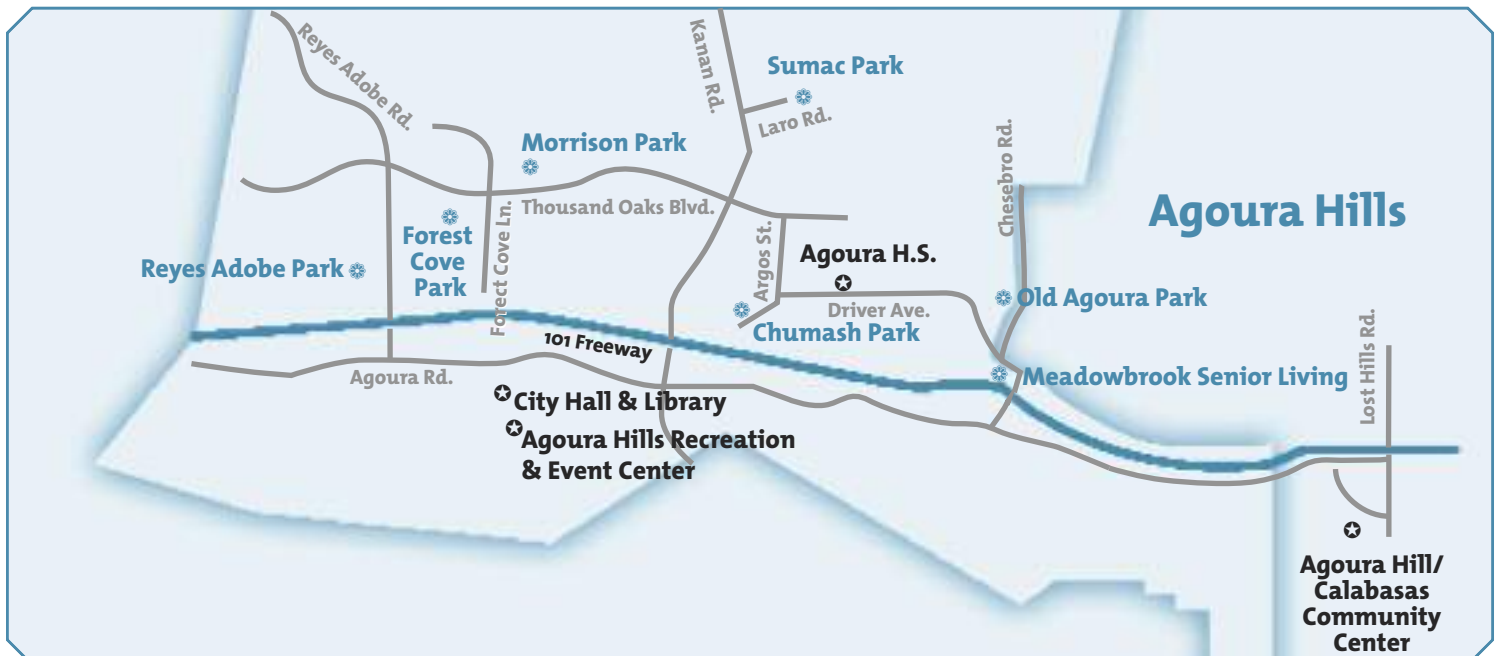 Reyes Adobe Rd.
Kanan Rd.
Sumac Park
Laro Rd.
Morrison Park
Chesebro Rd.
Thousand Oaks Blvd.
Agoura Hills
Forest
Cove
Park
Forect Cove Ln.
Reyes Adobe Park
Argos St.
Agoura H.S.
Driver Ave.
Old Agoura Park
Chumash Park
101 Freeway
Agoura Rd.
Meadowbrook Senior Living
Lost Hills Rd.
City Hall & Library
Agoura Hills Recreation
& Event Center
Agoura Hill/
Calabasas
Community
Center